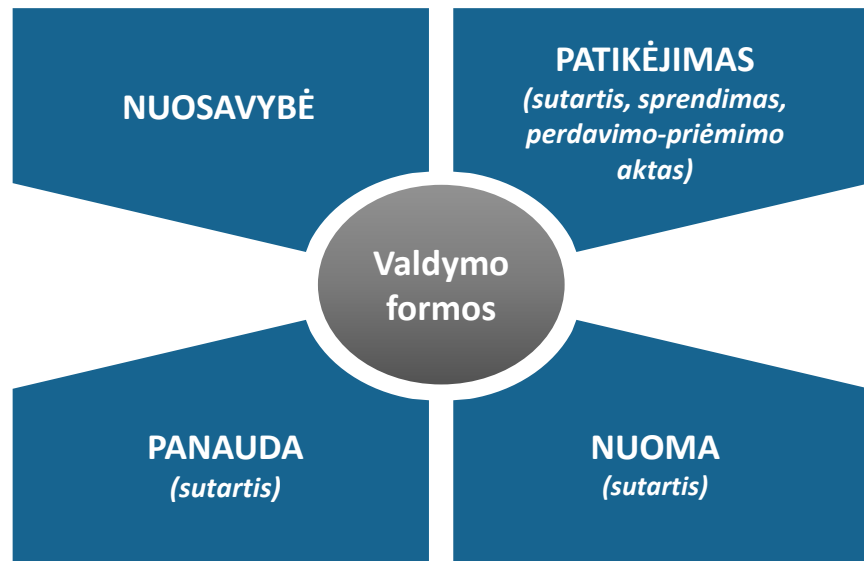 NUOSAVYBĖ
PATIKĖJIMAS
(sutartis, sprendimas,
perdavimo-priėmimo
aktas)
Valdymo
formos
PANAUDA
(sutartis)
NUOMA
(sutartis)